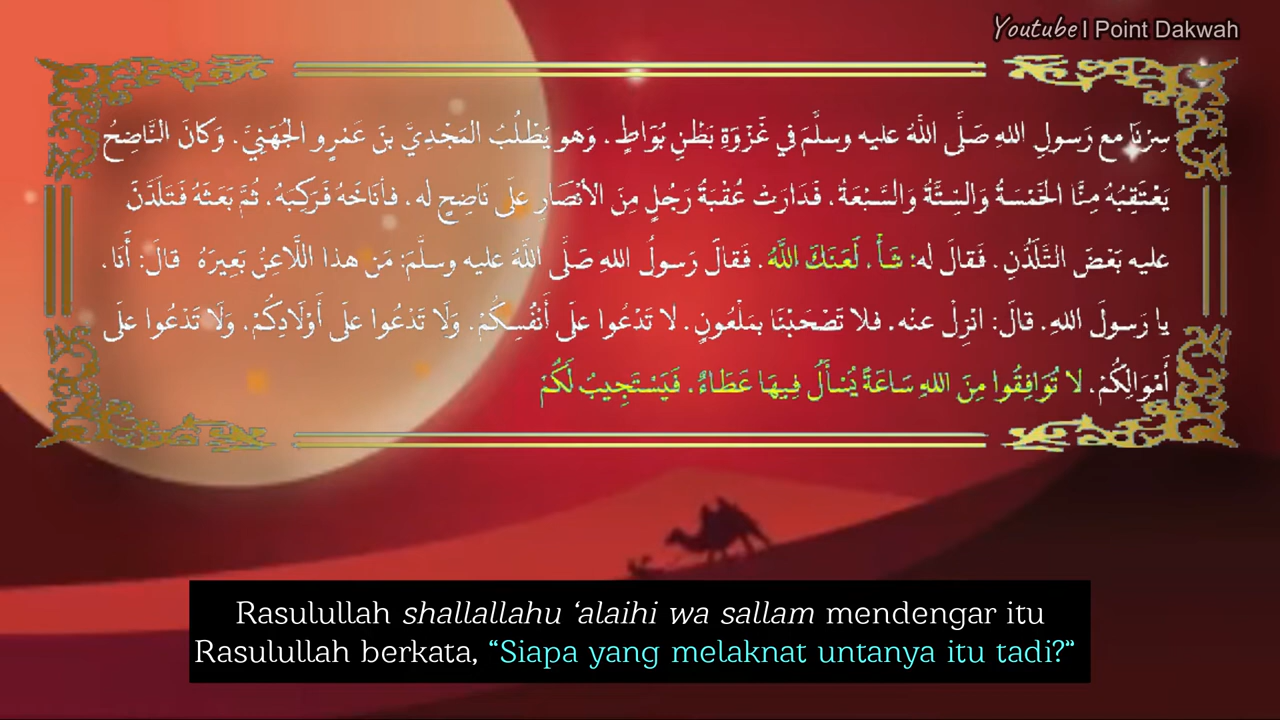 Youtube| Point Dakwah
سِرْنَا مع رَسولِ اللهِ صَلَّى اللَّهُ عليه وسلَّمَ في غَزْوَةِ بَطْنِ بُوَاطٍ. وَهو يَطْلُبُ المَجْدِيَّ بنَ عَمْرٍو الجُهَنِيَّ. وَكانَ النَّاضِحُ
يَعْتَقِبُهُ مِنَّا الخَمْسَةُ وَالسِّتَّةُ وَالسَّبْعَةُ. فَدَارَتْ عُقْبَةُ رَجُلٍ مِنَ الأنْصَارِ علَى نَاضِحٍ له. فأنَاخَهُ فَرَكِبَهُ. ثُمَّ بَعَثَهُ فَتَلَدَّنَ
عليه بَعْضَ التَّلَدُّنِ. فَقالَ له: شَأْ. لَعَنَكَ اللَّهُ. فَقالَ رَسولُ اللهِ صَلَّى اللَّهُ عليه وسلَّمَ: مَن هذا اللَّاعِنُ بَعِيرَهُ قالَ: أَنَا.
يا رَسولَ اللهِ. قالَ: انْزِلْ عنْه. فلا تَصْحَبْنَا بمَلْعُونٍ. لا تَدْعُوا علَى أَنْفُسِكُمْ. وَلَا تَدْعُوا علَى أَوْلَادِكُمْ. وَلَا تَدْعُوا علَى
أَمْوَالِكُمْ. لا تُوَافِقُوا مِنَ اللهِ سَاعَةً يُسْأَلُ فِيهَا عَطَاءٌ. فَيَسْتَجِيبُ لَكُمْ
Rasulullah shallallahu ‘alaihi wa sallam mendengar itu
Rasulullah berkata, “Siapa yang melaknat untanya itu tadi?”